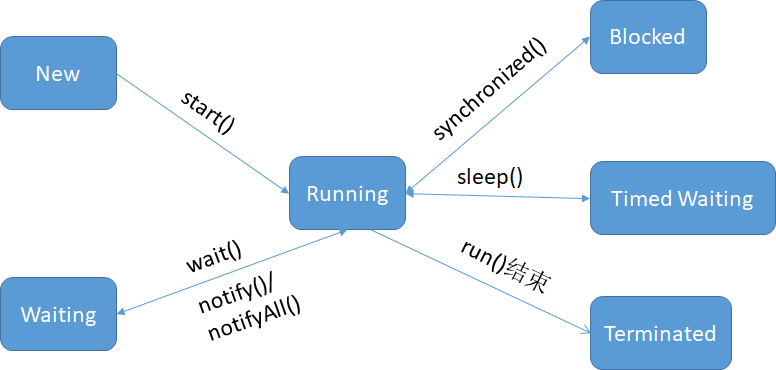 New
start()
Running
synchronized()
Blocked
sleep()
Timed Waiting
wait()
notify()/
notifyAll()
Waiting
run()结束
Terminated